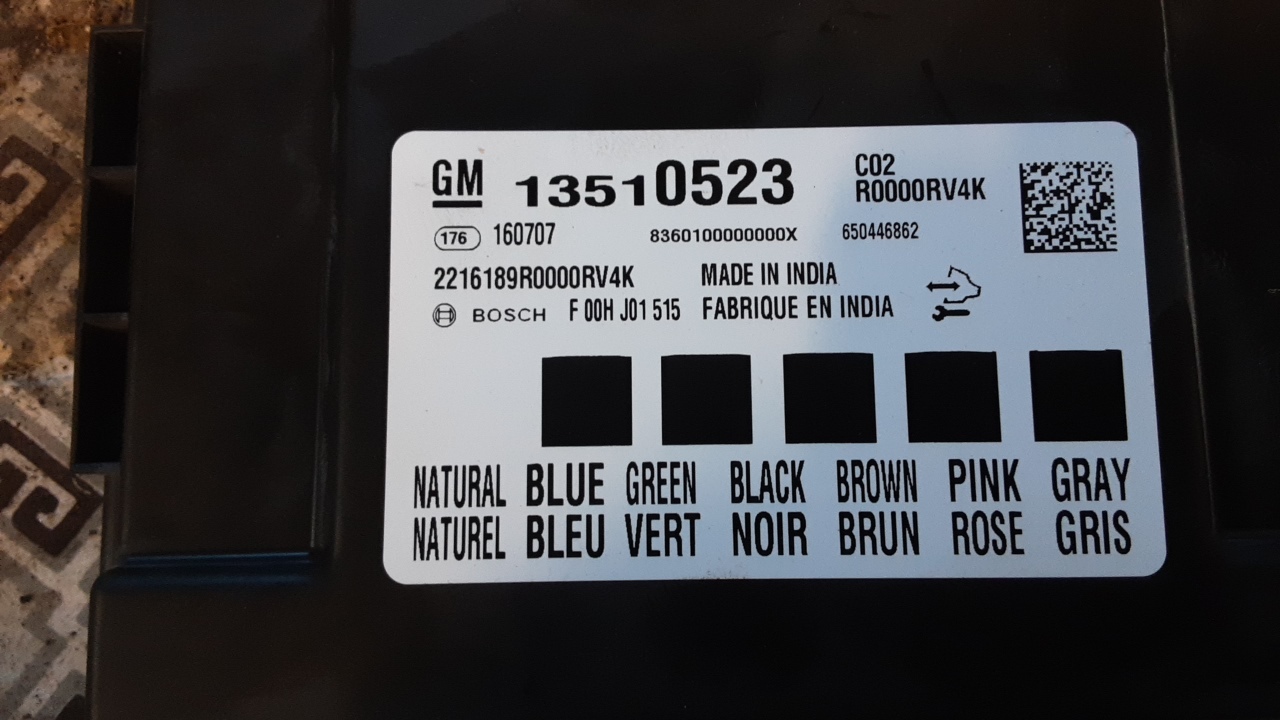 GM 13510523 C02
R0000RV4K
176 160707 8360100000000X 650446862
2216189R0000RV4K MADE IN INDIA
BOSCH F 00H J01 515 FABRIQUE EN INDIA
NATURAL BLUE GREEN BLACK BROWN PINK GRAY
NATUREL BLEU VERT NOIR BRUN ROSE GRIS